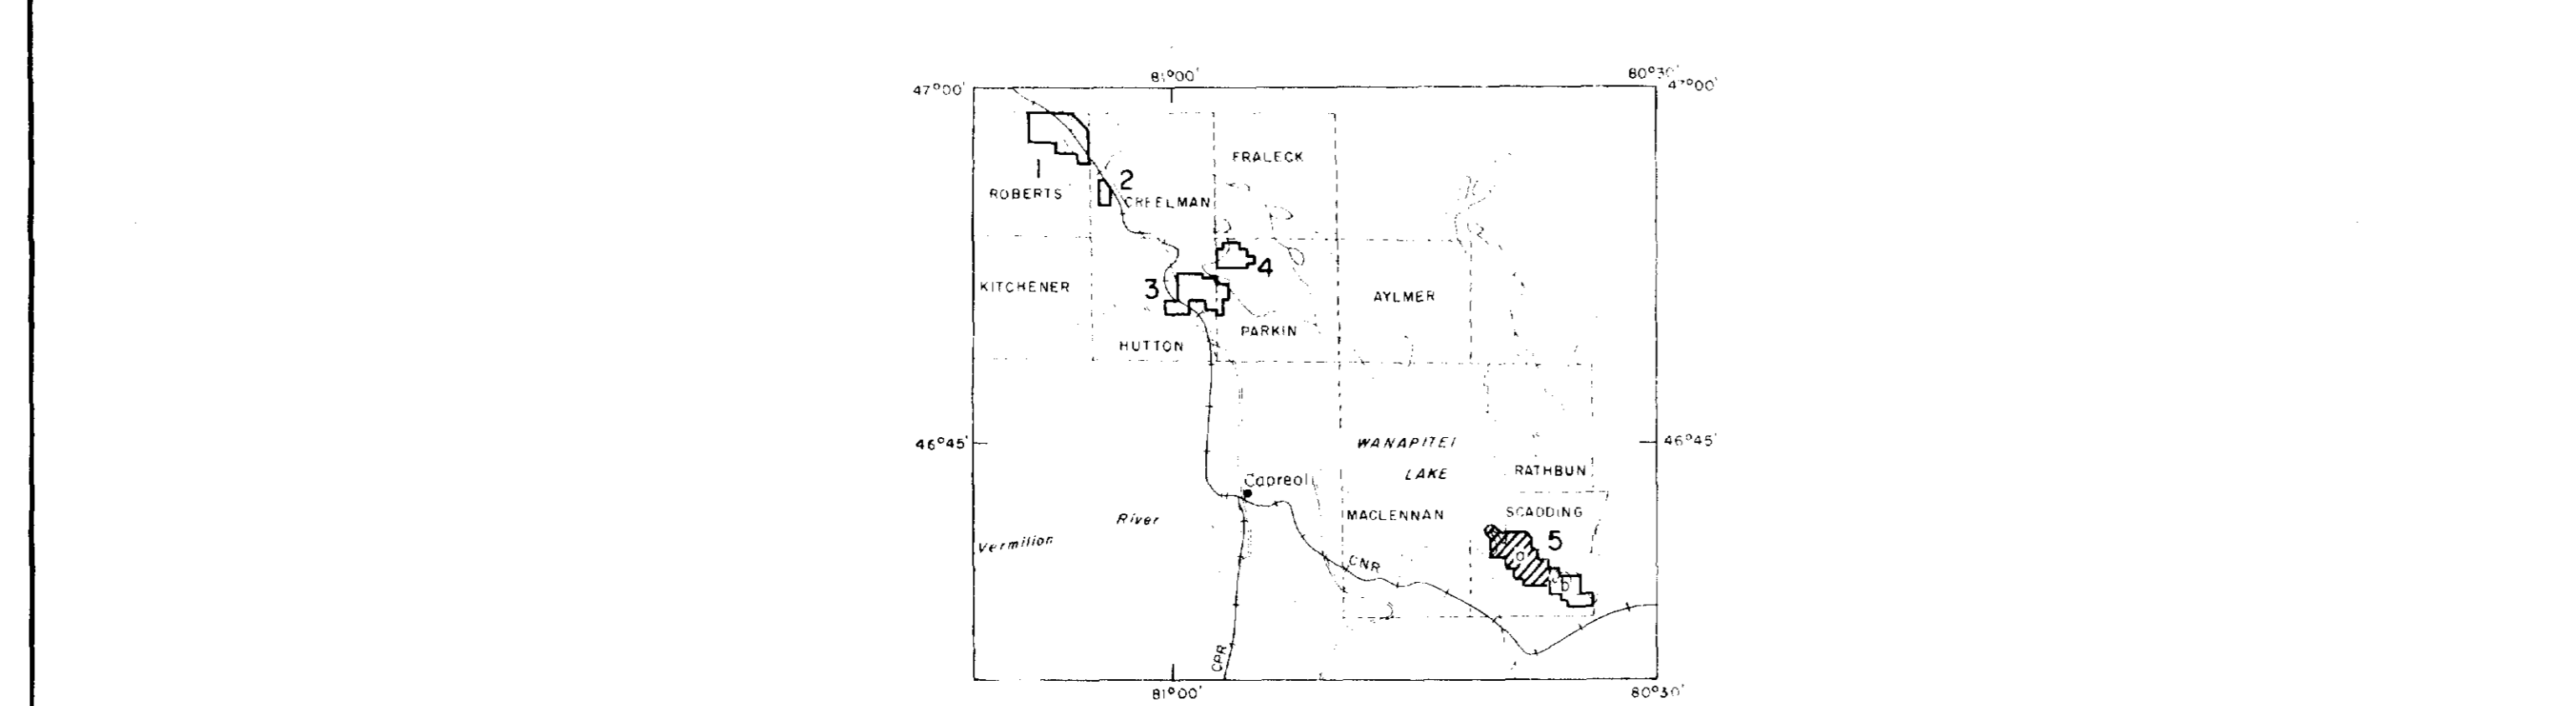 81°00' 80°30'
47°00' 47°00'
FRALECK
1
2
ROBERTS
CREELMAN
4
KITCHENER
3
AYLMER
PARKIN
HUTTON
46°45' WANAPITEI 46°45'
LAKE RATHBUN
Capreol
River MACLENNAN SCADDING
Vermilion
5
a
CNR
b
CPR
81°00' 80°30'